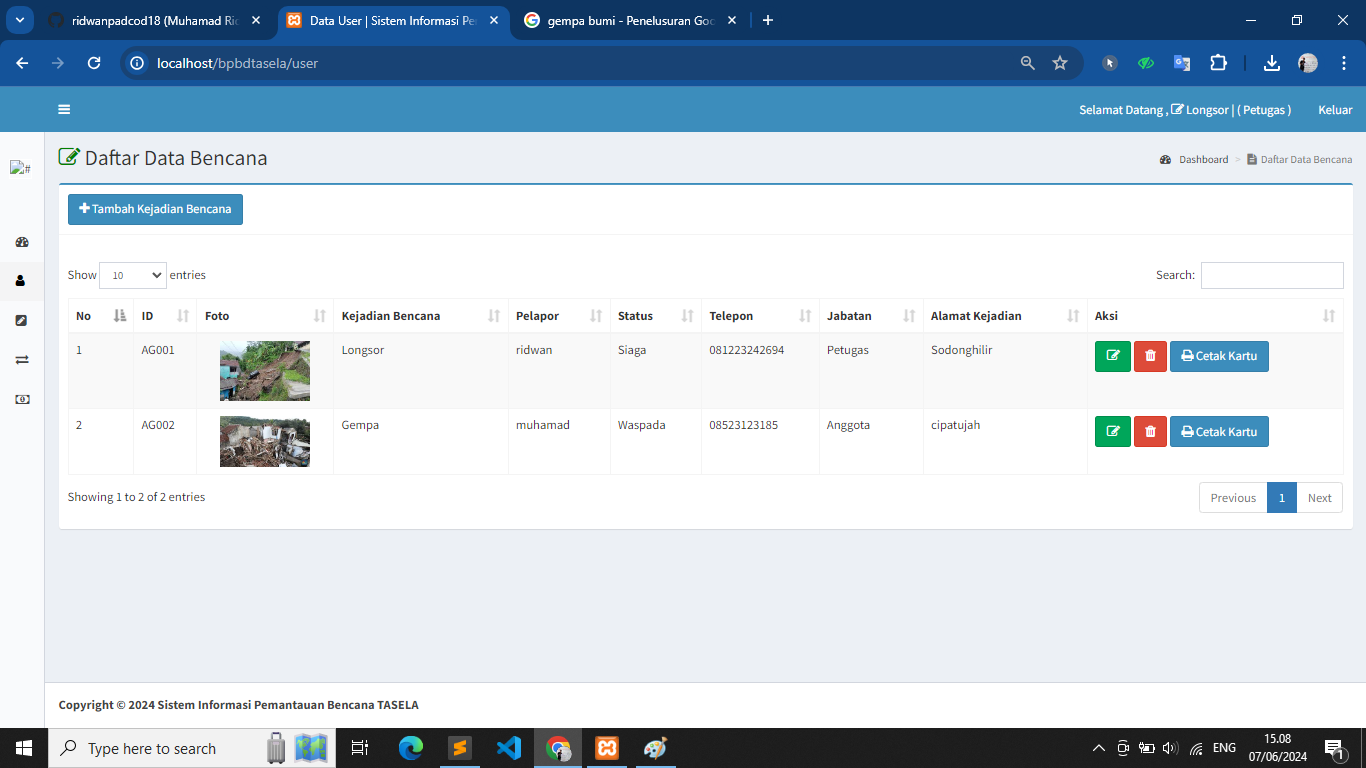 ridwanpadcod18 (Muhamad Ric
Data User | Sistem Informasi Per
gempa bumi - Penelusuran Goo
localhost/bpbdtasela/user
Selamat Datang , Longsor | ( Petugas )
Keluar
Daftar Data Bencana
Dashboard > Daftar Data Bencana
Tambah Kejadian Bencana
Show 10 entries
Search:
No ID Foto Kejadian Bencana Pelapor Status Telepon Jabatan Alamat Kejadian Aksi
1 AG001 Longsor ridwan Siaga 081223242694 Petugas Sodonghilir Cetak Kartu
2 AG002 Gempa muhamad Waspada 08523123185 Anggota cipatujah Cetak Kartu
Showing 1 to 2 of 2 entries
Previous 1 Next
Copyright © 2024 Sistem Informasi Pemantauan Bencana TASELA
Type here to search
ENG
15.08
07/06/2024
1